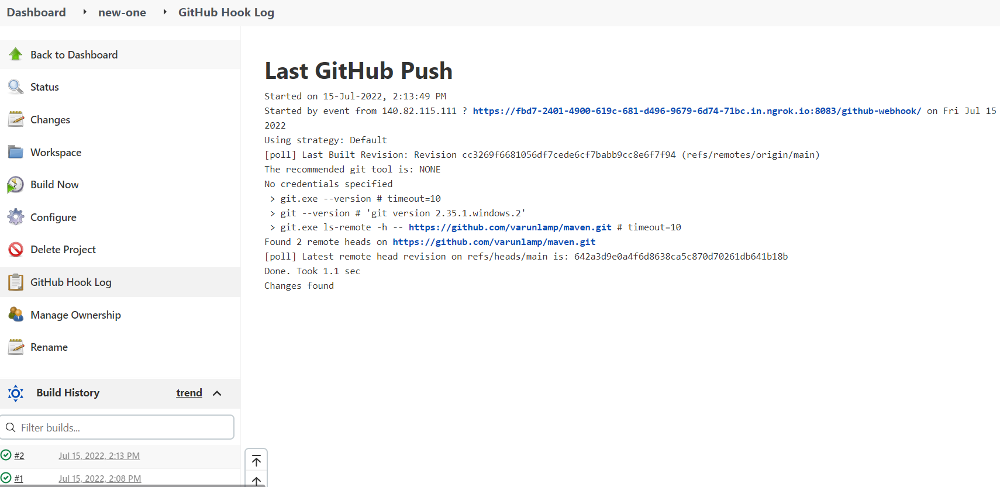 Dashboard
new-one
GitHub Hook Log
Back to Dashboard
Status
Changes
Workspace
Build Now
Configure
Delete Project
GitHub Hook Log
Manage Ownership
Rename
Build History
trend
Filter builds...
#2 Jul 15, 2022, 2:13 PM
#1 Jul 15, 2022, 2:08 PM
Last GitHub Push
Started on 15-Jul-2022, 2:13:49 PM
Started by event from 140.82.115.111 ? https://fbd7-2401-4900-619c-681-d496-9679-6d74-71bc.in.ngrok.io:8083/github-webhook/ on Fri Jul 15
2022
Using strategy: Default
[poll] Last Built Revision: Revision cc3269f6681056df7cede6cf7babb9cc8e6f7f94 (refs/remotes/origin/main)
The recommended git tool is: NONE
No credentials specified
> git.exe --version # timeout=10
> git --version # 'git version 2.35.1.windows.2'
> git.exe ls-remote -h -- https://github.com/varunlamp/maven.git # timeout=10
Found 2 remote heads on https://github.com/varunlamp/maven.git
[poll] Latest remote head revision on refs/heads/main is: 642a3d9e0a4f6d8638ca5c870d70261db641b18b
Done. Took 1.1 sec
Changes found